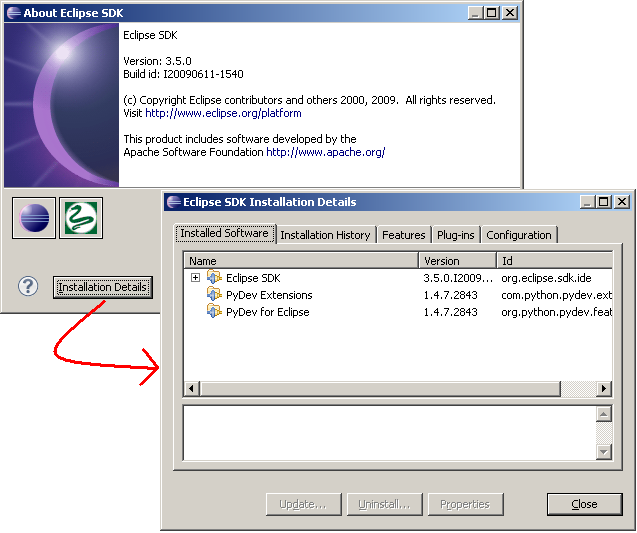 About Eclipse SDK
Eclipse SDK
Version: 3.5.0
Build id: I20090611-1540
(c) Copyright Eclipse contributors and others 2000, 2009.  All rights reserved.
Visit http://www.eclipse.org/platform
This product includes software developed by the
Apache Software Foundation http://www.apache.org/
?
Installation Details
Eclipse SDK Installation Details
Installed Software Installation History Features Plug-ins Configuration
Name Version Id
Eclipse SDK 3.5.0.I2009... org.eclipse.sdk.ide
PyDev Extensions 1.4.7.2843 com.python.pydev.ext
PyDev for Eclipse 1.4.7.2843 org.python.pydev.feat
Update... Uninstall... Properties Close